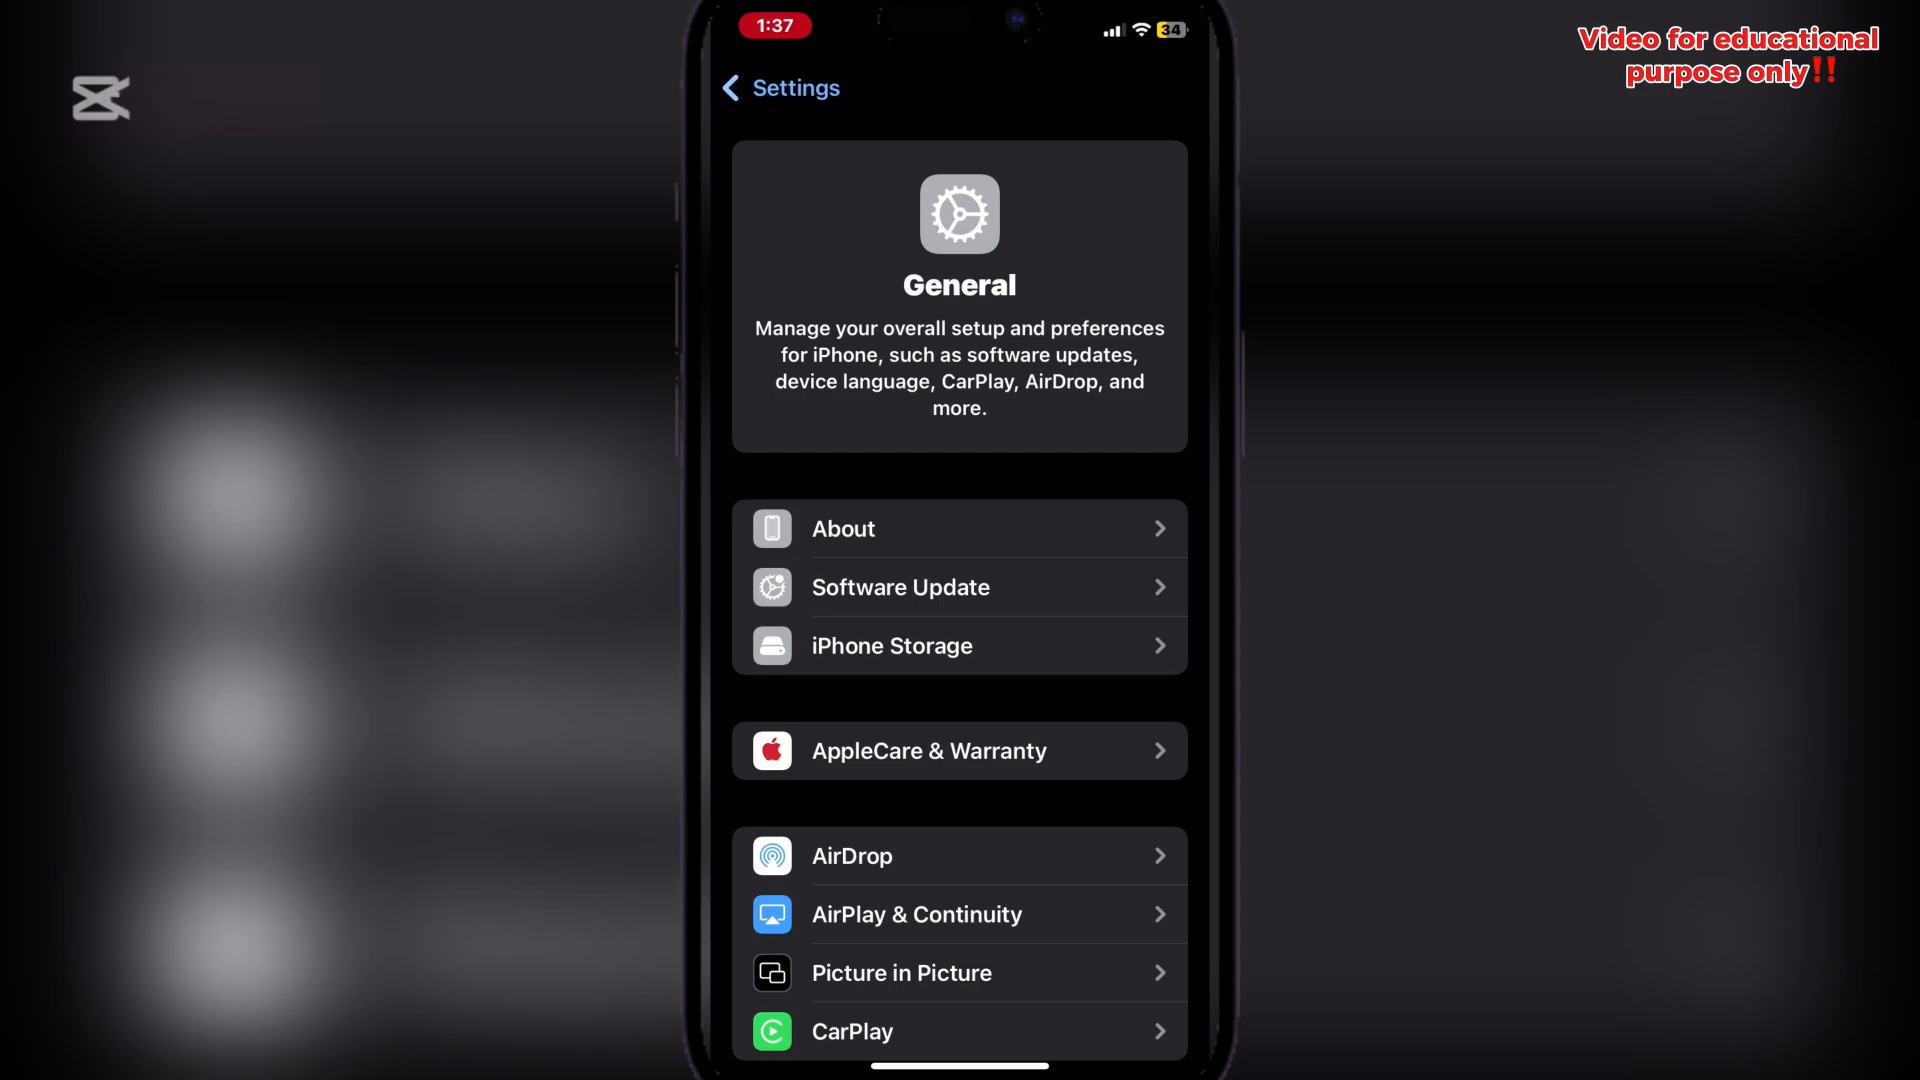 1:37
34
Video for educational
purpose only‼️
Settings
General
Manage your overall setup and preferences
for iPhone, such as software updates,
device language, CarPlay, AirDrop, and
more.
About
Software Update
iPhone Storage
AppleCare & Warranty
AirDrop
AirPlay & Continuity
Picture in Picture
CarPlay